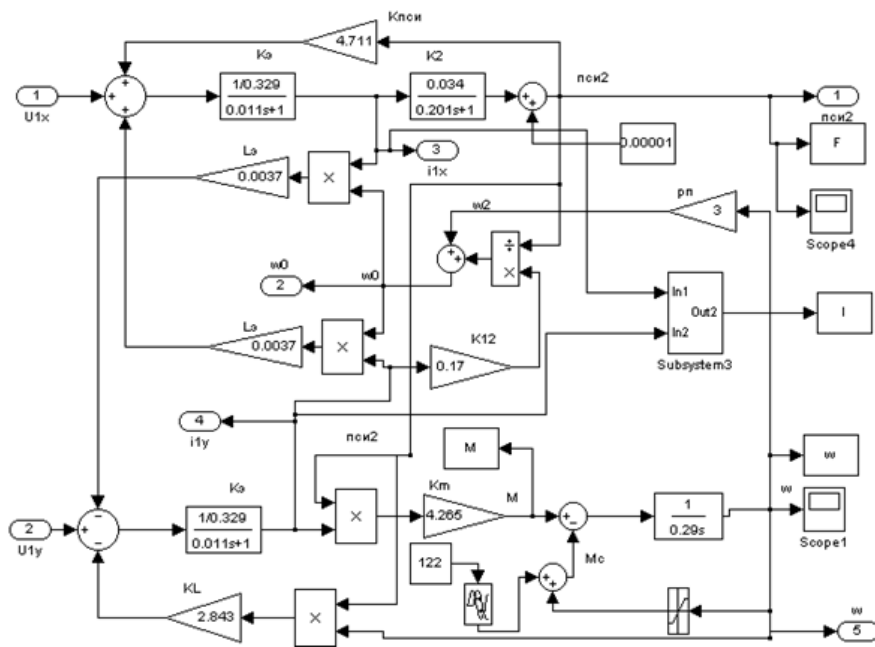 Kпси
4.711
Kэ
K2
1
U1x
1/0.329
0.011s+1
0.034
0.201s+1
пси2
1
пси2
0.00001
F
3
i1x
Lэ
0.0037
×
рп
3
w2
Scope4
÷
×
w0
2
w0
In1
Out2
In2
Subsystem3
I
Lэ
0.0037
×
K12
0.17
4
i1y
пси2
M
w
Kэ
Km
M
w
2
U1y
1/0.329
0.011s+1
×
4.265
1
0.29s
Scope1
Mc
122
KL
2.843
×
w
5